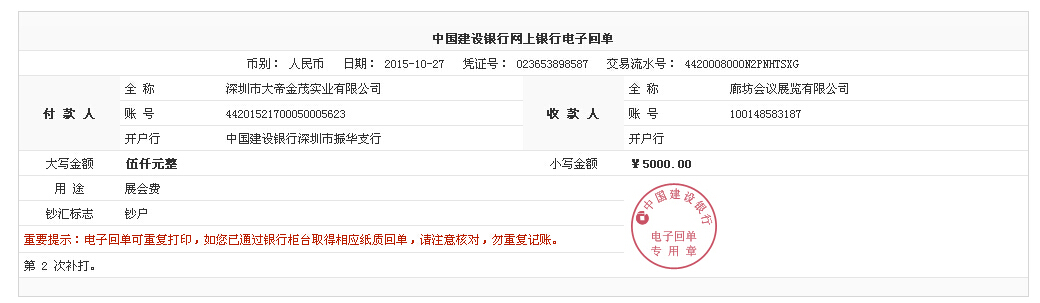 中国建设银行网上银行电子回单
币别： 人民币 日期： 2015-10-27 凭证号： 023653898587 交易流水号： 4420008000N2PNHTSXG
付 款 人 全 称 深圳市大帝金茂实业有限公司 收 款 人 全 称 廊坊会议展览有限公司
账 号 44201521700050005623 账 号 100148583187
开户行 中国建设银行深圳市振华支行 开户行
大写金额 伍仟元整 小写金额 ￥5000.00
用 途 展会费
钞汇标志 钞户
重要提示：电子回单可重复打印，如您已通过银行柜台取得相应纸质回单，请注意核对，勿重复记账。
第 2 次补打。
中国建设银行
电子回单
专 用 章